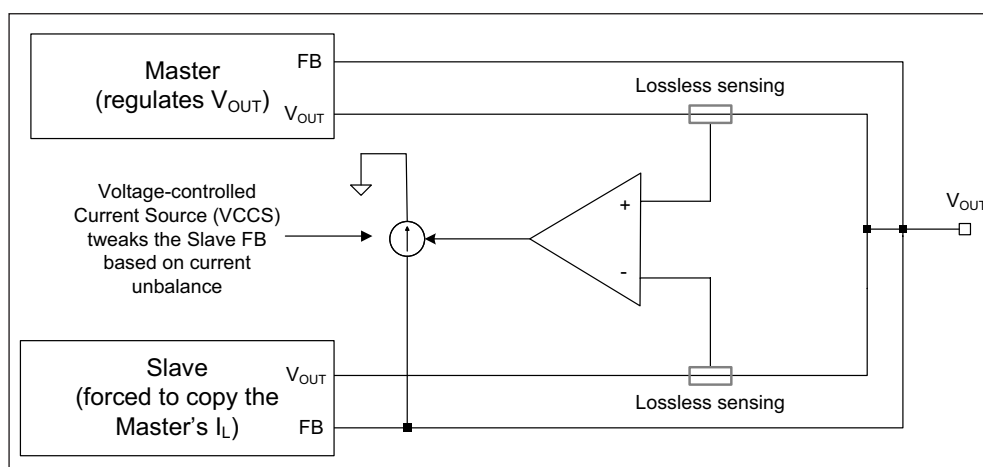 Master
(regulates VOUT)
FB
VOUT
Lossless sensing
Voltage-controlled
Current Source (VCCS)
tweaks the Slave FB
based on current
unbalance
+
-
VOUT
Slave
(forced to copy the
Master's IL)
VOUT
FB
Lossless sensing